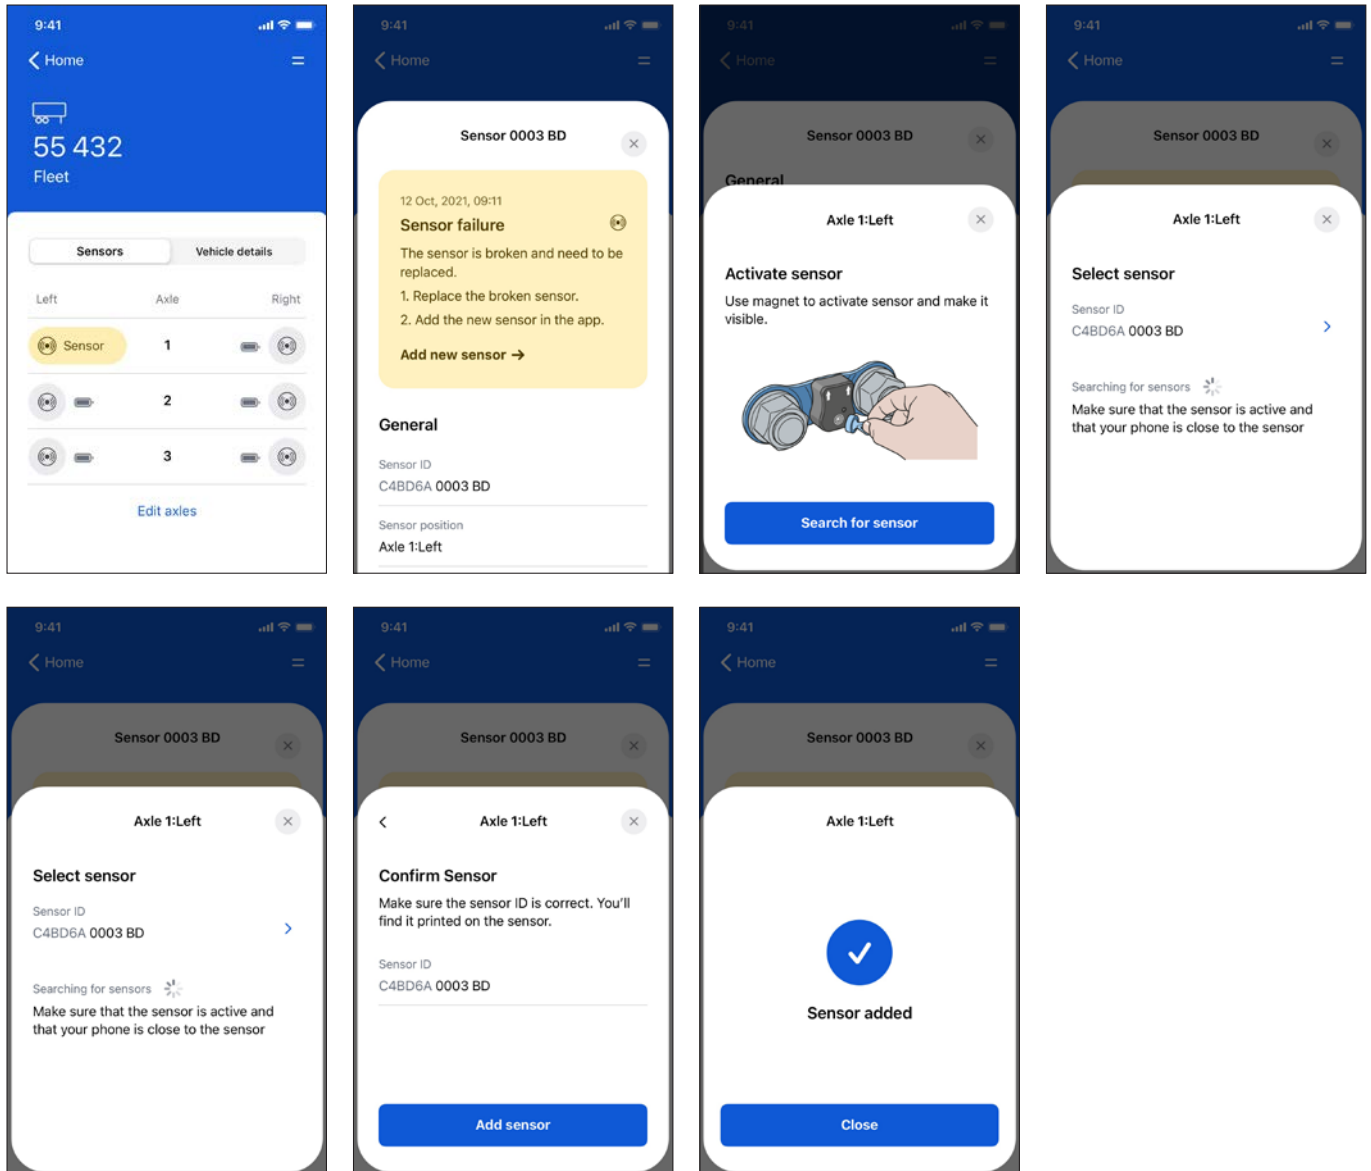 9:41
Home
55 432
Fleet
Sensors Vehicle details
Left Axle Right
Sensor 1
2
3
Edit axles
9:41
Home
Sensor 0003 BD
12 Oct, 2021, 09:11
Sensor failure
The sensor is broken and need to be
replaced.
1. Replace the broken sensor.
2. Add the new sensor in the app.
Add new sensor →
General
Sensor ID
C4BD6A 0003 BD
Sensor position
Axle 1:Left
9:41
Home
Sensor 0003 BD
General
Axle 1:Left
Activate sensor
Use magnet to activate sensor and make it
visible.
Search for sensor
9:41
Home
Sensor 0003 BD
Axle 1:Left
Select sensor
Sensor ID
C4BD6A 0003 BD
Searching for sensors
Make sure that the sensor is active and
that your phone is close to the sensor
9:41
Home
Sensor 0003 BD
Axle 1:Left
Select sensor
Sensor ID
C4BD6A 0003 BD
Searching for sensors
Make sure that the sensor is active and
that your phone is close to the sensor
9:41
Home
Sensor 0003 BD
Axle 1:Left
Confirm Sensor
Make sure the sensor ID is correct. You'll
find it printed on the sensor.
Sensor ID
C4BD6A 0003 BD
Add sensor
9:41
Home
Sensor 0003 BD
Axle 1:Left
Sensor added
Close